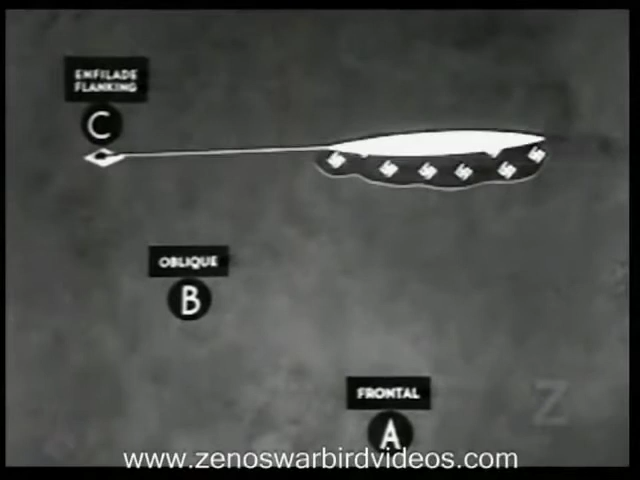 ENFILADE
FLANKING
C
OBLIQUE
B
FRONTAL
Z
A
www.zenoswarbirdvideos.com